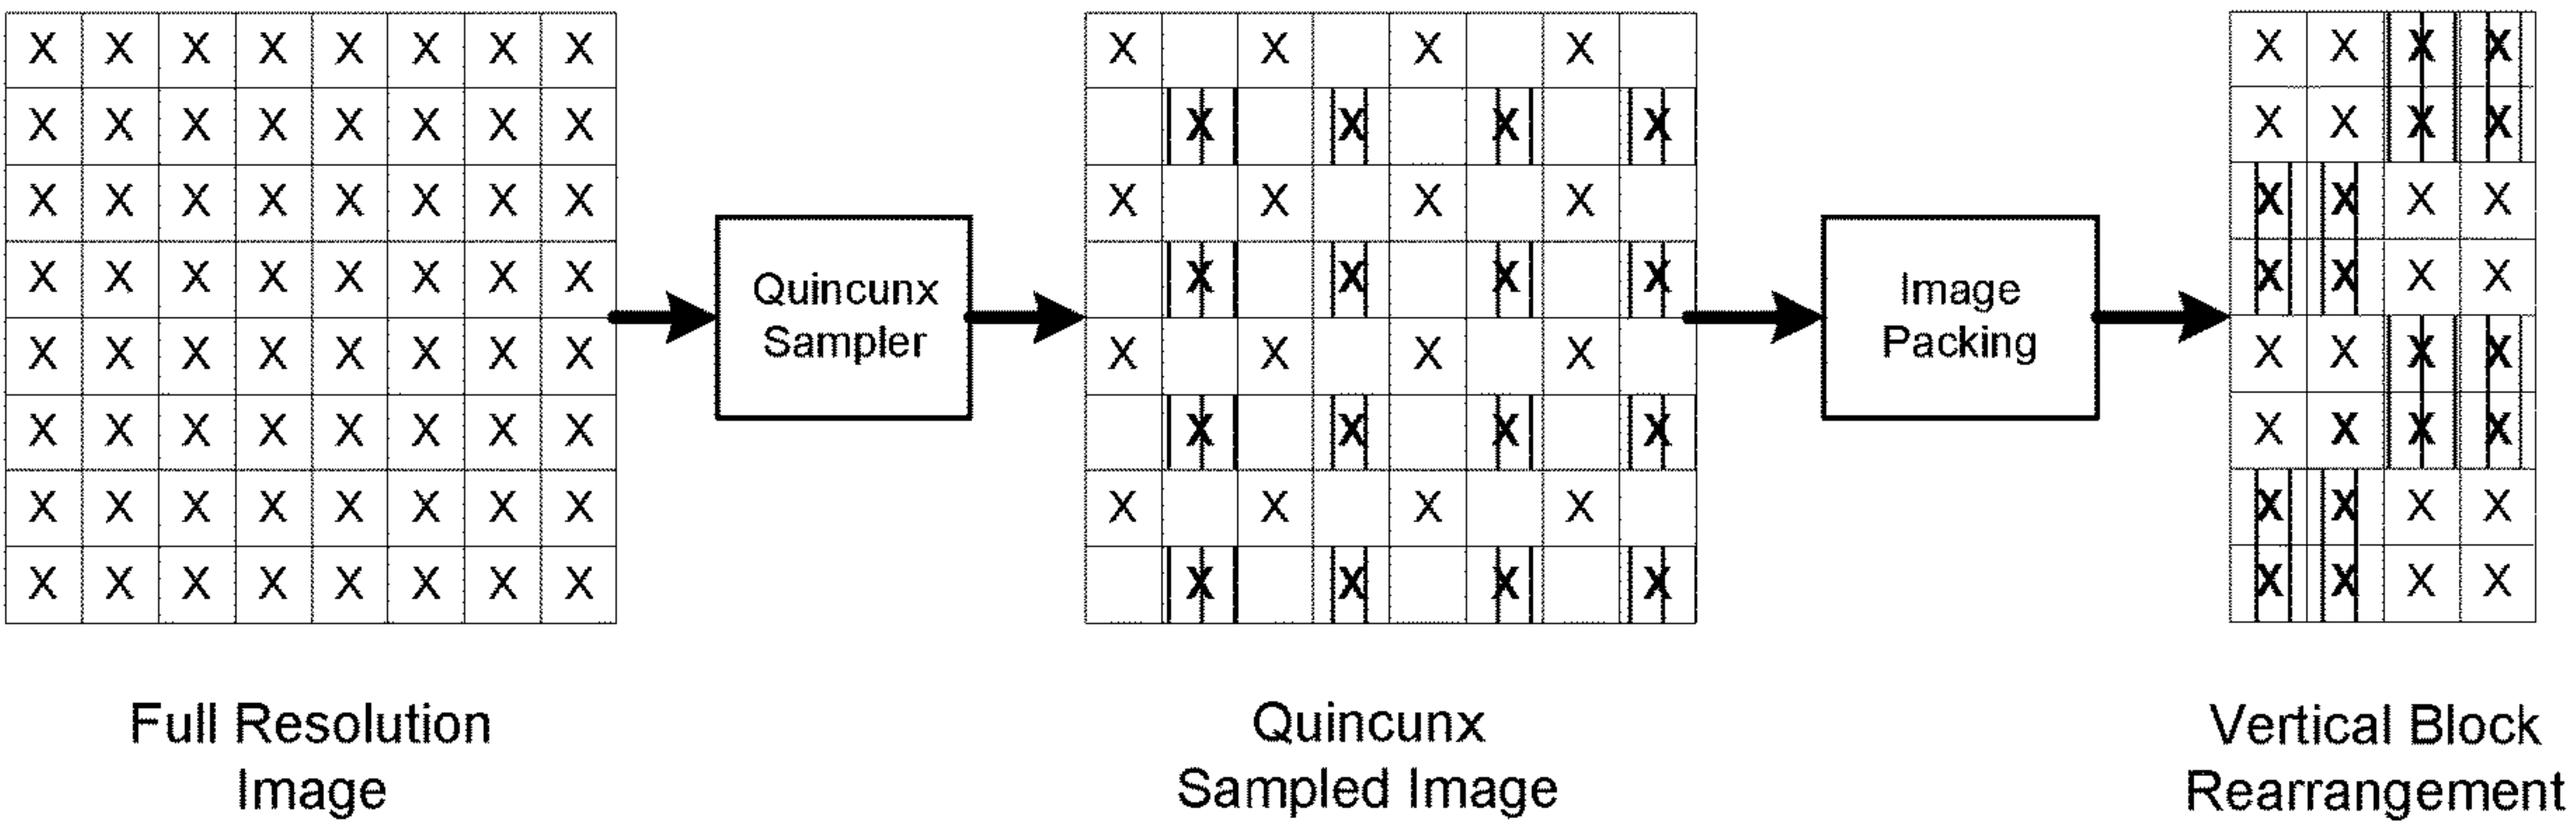 X X X X X X X X
X X X X X X X X
X X X X X X X X
X X X X X X X X
X X X X X X X X
X X X X X X X X
X X X X X X X X
X X X X X X X X
Full Resolution
Image
Quincunx
Sampler
X X X X
X X X X
X X X X
X X X X
X X X X
X X X X
X X X X
X X X X
Quincunx
Sampled Image
Image
Packing
X X X X
X X X X
X X X X
X X X X
X X X X
X X X X
X X X X
X X X X
Vertical Block
Rearrangement